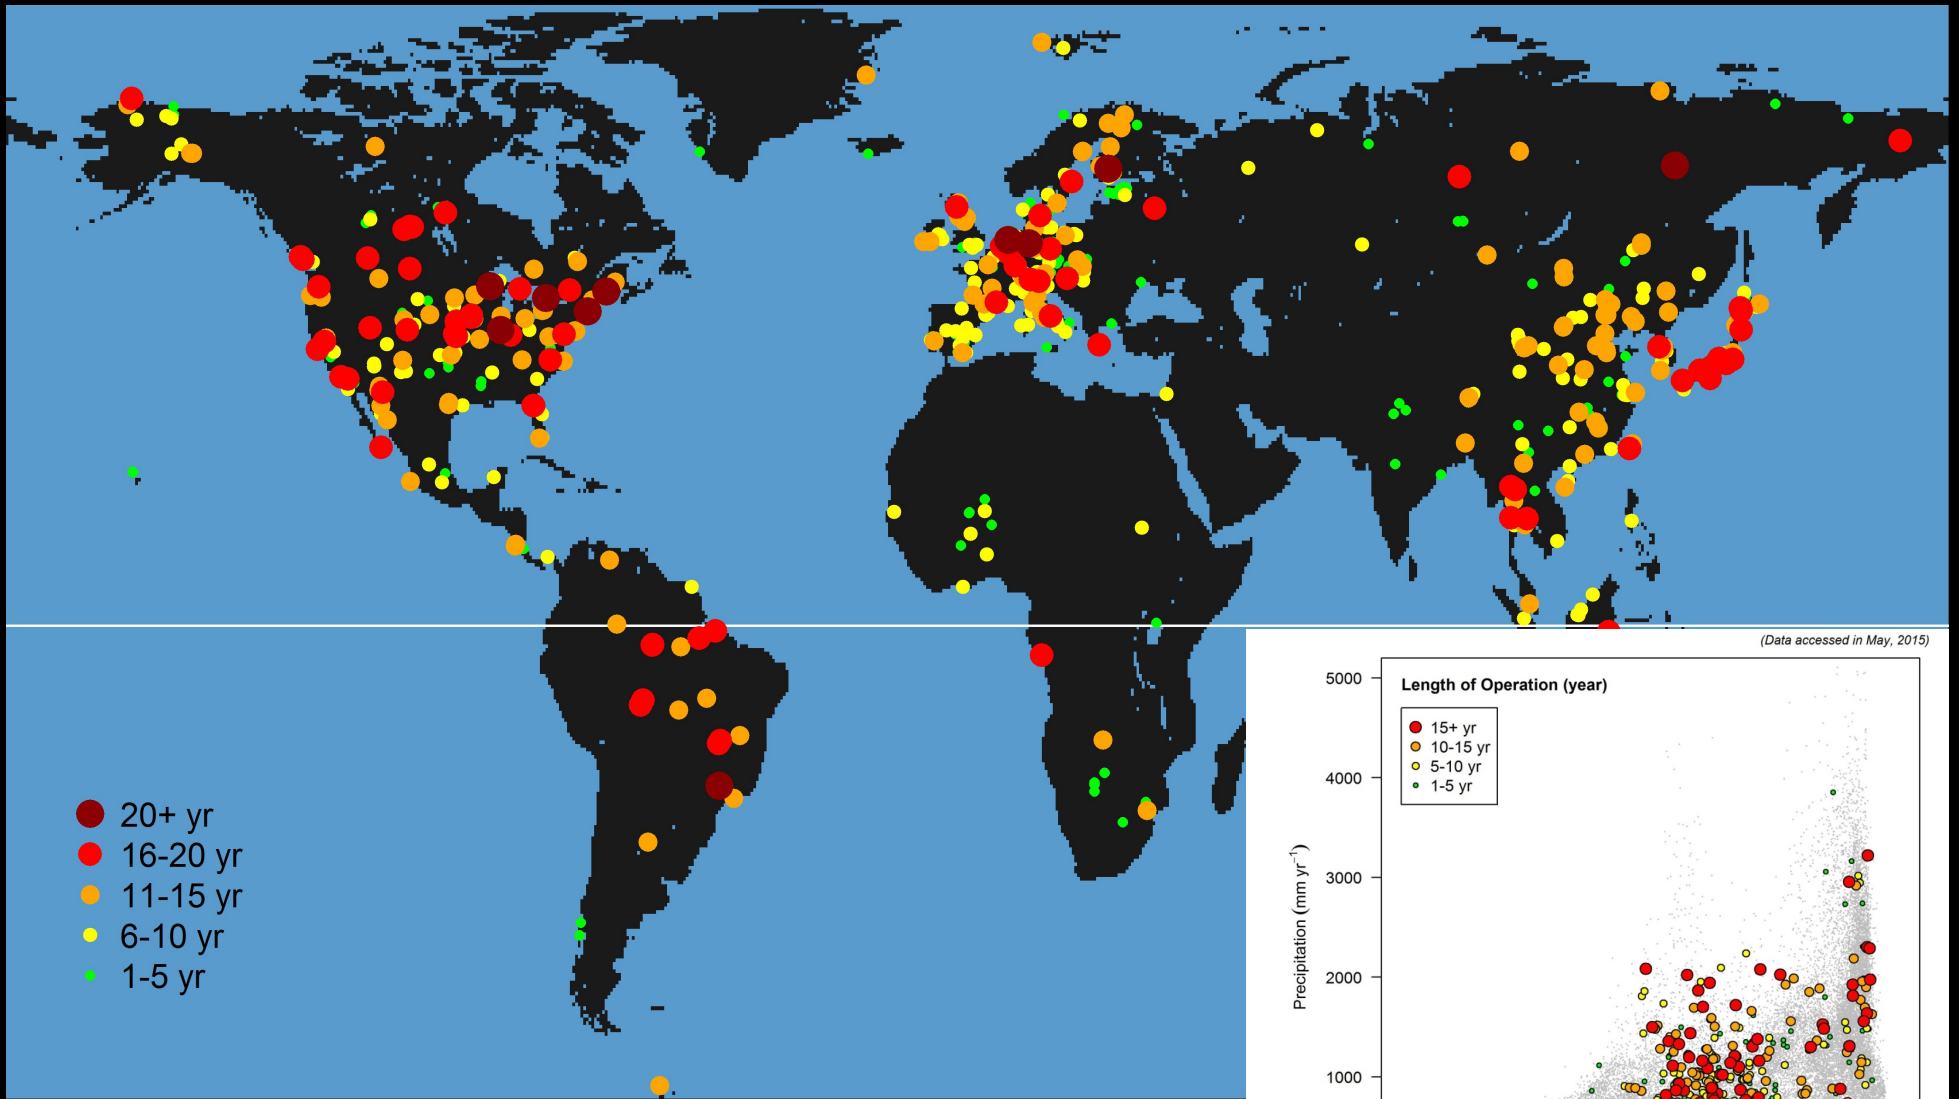 20+ yr
16-20 yr
11-15 yr
6-10 yr
1-5 yr
(Data accessed in May, 2015)
Length of Operation (year)
15+ yr
10-15 yr
5-10 yr
1-5 yr
5000
4000
3000
2000
1000
Precipitation (mm yr⁻¹)